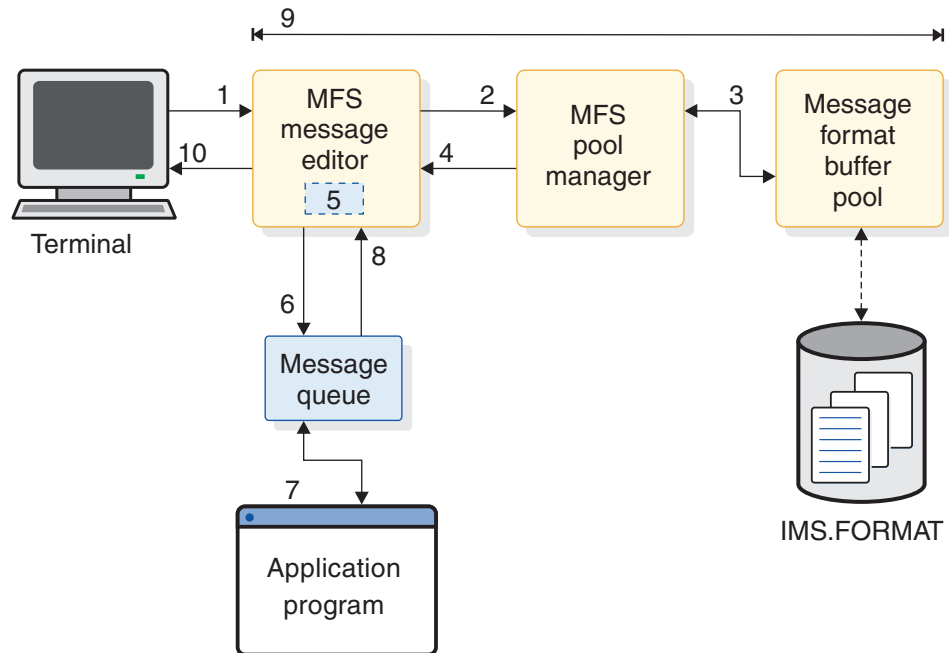 9
1
MFS
message
editor
5
2
MFS
pool
manager
3
Message
format
buffer
pool
10
4
Terminal
8
6
Message
queue
7
Application
program
IMS.FORMAT